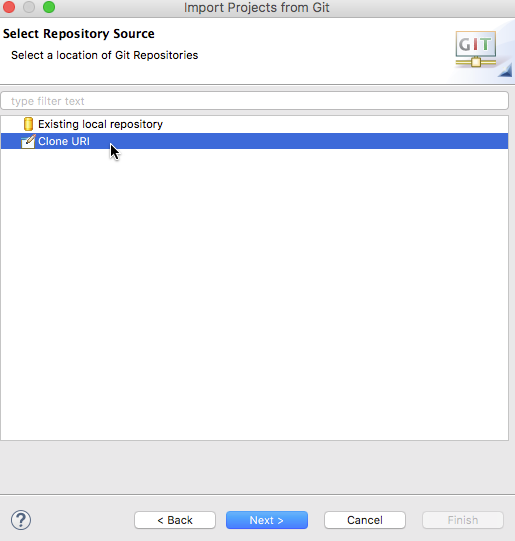 Import Projects from Git
Select Repository Source
Select a location of Git Repositories
GIT
type filter text
Existing local repository
Clone URI
?
< Back
Next >
Cancel
Finish